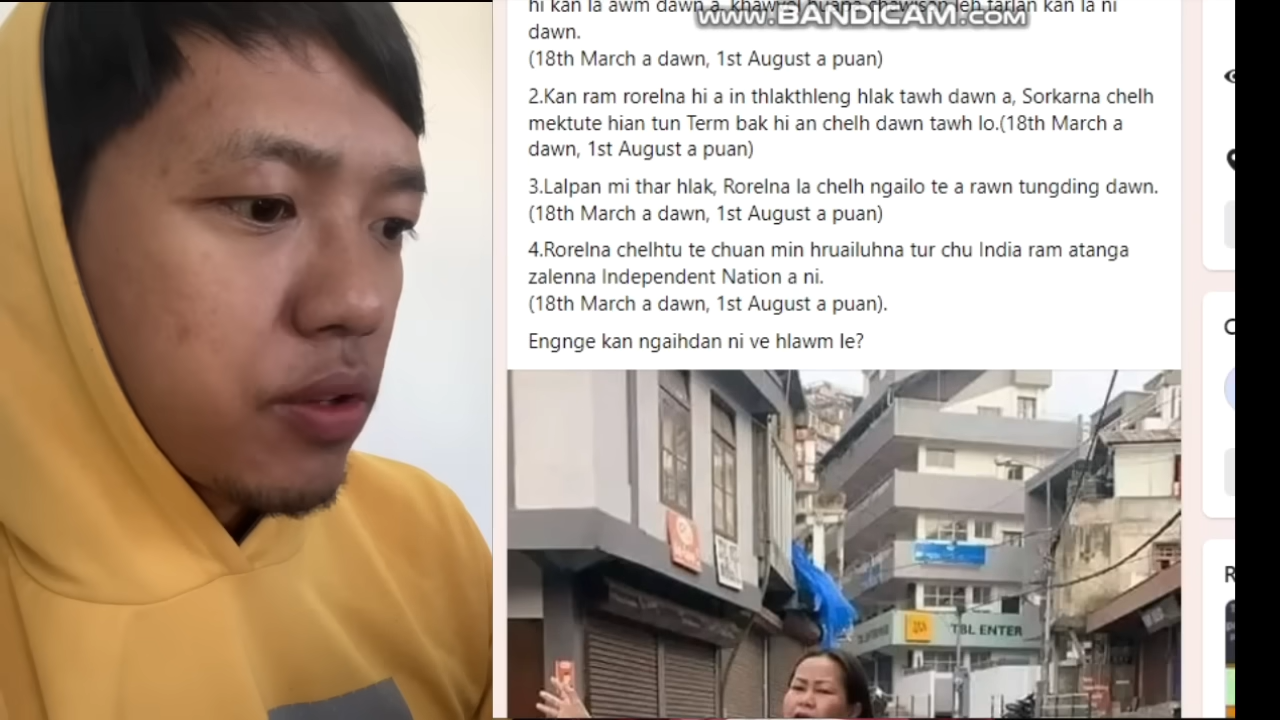 www.BANDICAM.com
dawn.
(18th March a dawn, 1st August a puan)
2.Kan ram rorelna hi a in thlakthleng hlak tawh dawn a, Sorkarna chelh
mektute hian tun Term bak hi an chelh dawn tawh lo.(18th March a
dawn, 1st August a puan)
3.Lalpan mi thar hlak, Rorelna la chelh ngailo te a rawn tungding dawn.
(18th March a dawn, 1st August a puan)
4.Rorelna chelhtu te chuan min hruailuhna tur chu India ram atanga
zalenna Independent Nation a ni.
(18th March a dawn, 1st August a puan).
Engnge kan ngaihdan ni ve hlawm le?
TBL ENTER